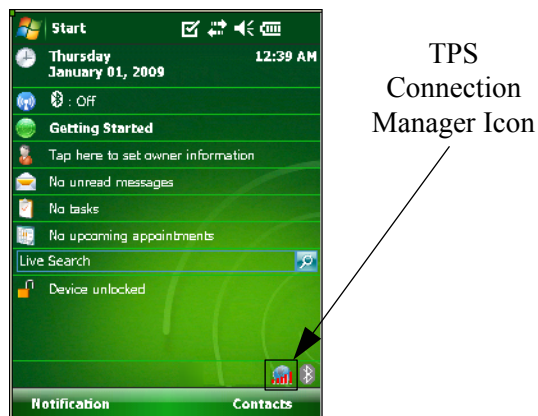 Start
Thursday 12:39 AM
January 01, 2009
: Off
Getting Started
Tap here to set owner information
No unread messages
No tasks
No upcoming appointments
Live Search
Device unlocked
Notification Contacts
TPS
Connection
Manager Icon